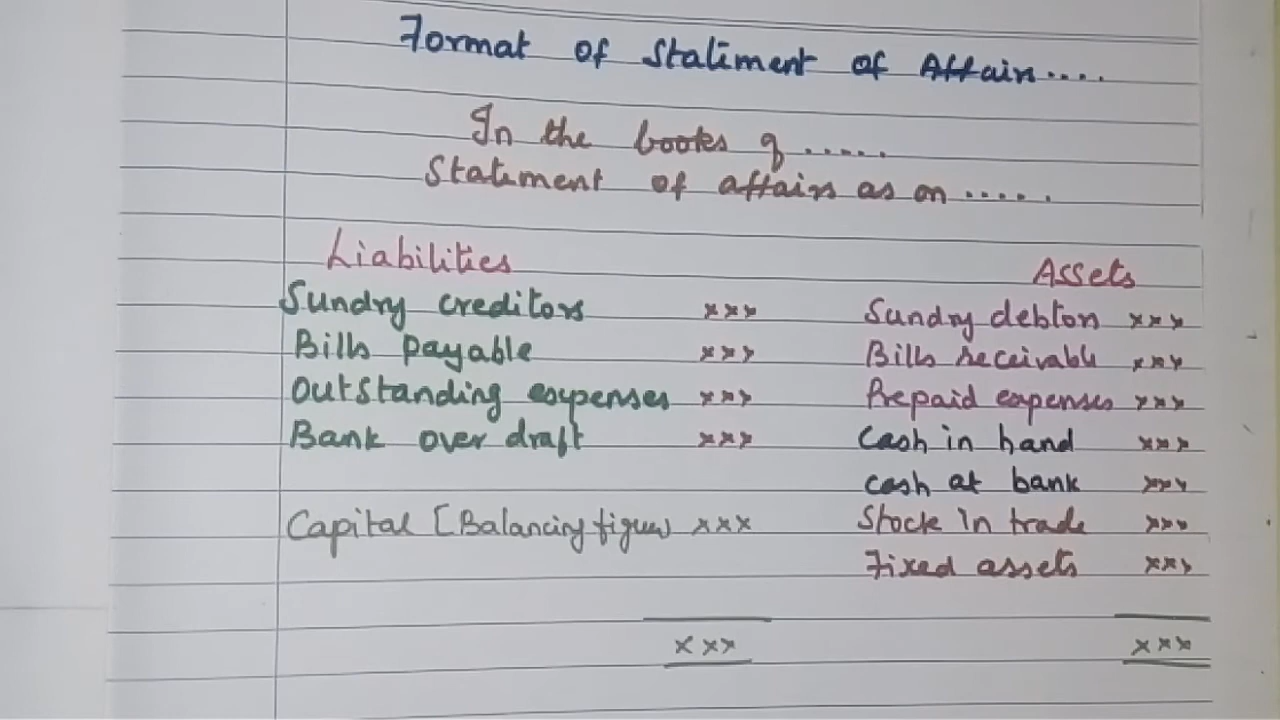 Format of Statement of Affairs....
In the books of .....
Statement of affairs as on .....
Liabilities Assets
Sundry creditors xxx Sundry debtors xxx
Bills payable xxx Bills receivable xxx
Outstanding expenses xxx Prepaid expenses xxx
Bank over draft xxx Cash in hand xxx
cash at bank xxx
Capital [Balancing figure) xxx Stock in trade xxx
Fixed assets xxx
xxx xxx